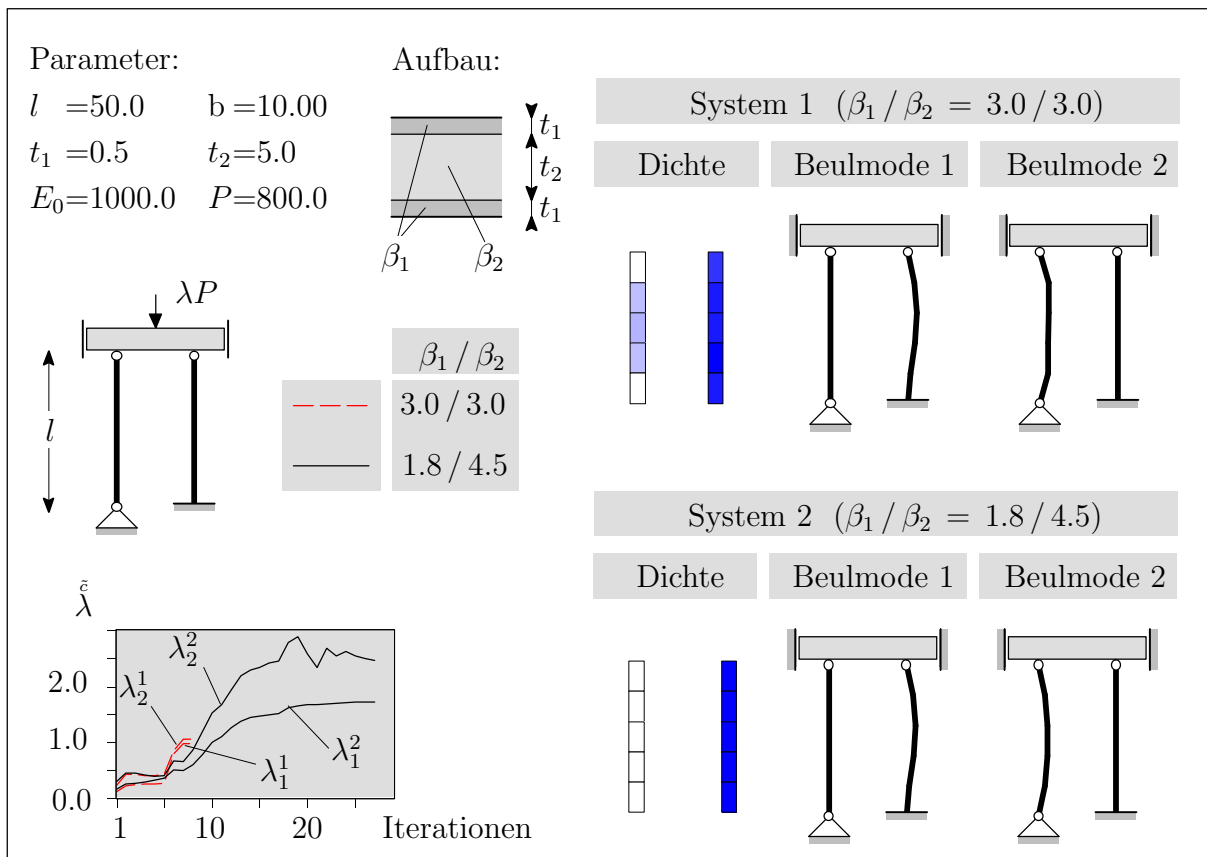 Parameter:
l =50.0 b =10.00
t₁ =0.5 t₂=5.0
E₀=1000.0 P=800.0
Aufbau:
t₁
t₂
t₁
β₁ β₂
λP
l
β₁ / β₂
3.0 / 3.0
1.8 / 4.5
λ̃ᶜ
2.0
1.0
0.0
λ₂²
λ₂¹
λ₁²
λ₁¹
1 10 20 Iterationen
System 1 (β₁ / β₂ = 3.0 / 3.0)
Dichte Beulmode 1 Beulmode 2
System 2 (β₁ / β₂ = 1.8 / 4.5)
Dichte Beulmode 1 Beulmode 2